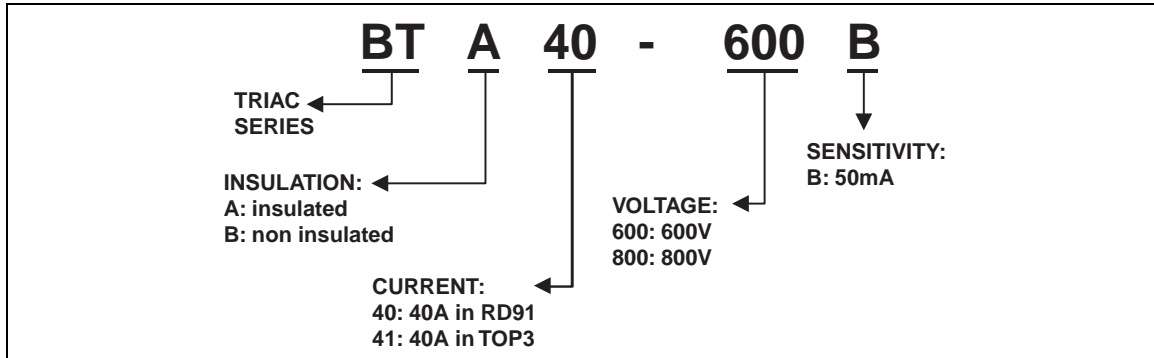 BT A 40 - 600 B
TRIAC
SERIES
INSULATION:
A: insulated
B: non insulated
CURRENT:
40: 40A in RD91
41: 40A in TOP3
VOLTAGE:
600: 600V
800: 800V
SENSITIVITY:
B: 50mA